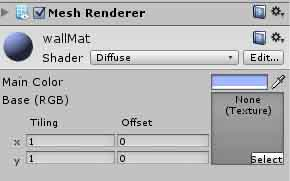 Mesh Renderer
wallMat
Shader Diffuse Edit...
Main Color
Base (RGB)
None
(Texture)
Tiling Offset
x 1 0
y 1 0
Select